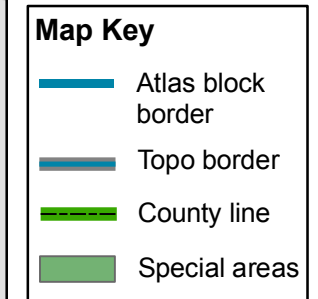 Map Key
Atlas block
border
Topo border
County line
Special areas